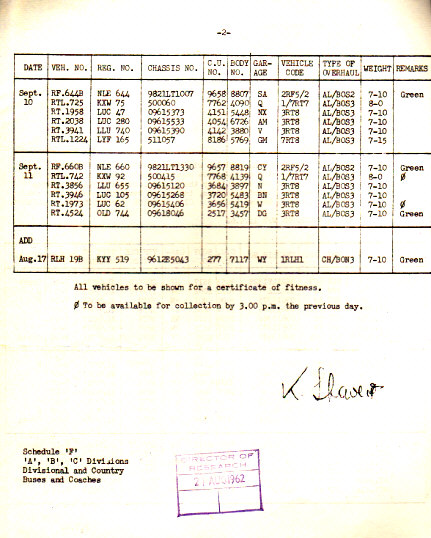 -2-
DATE VEH. NO. REG. NO. CHASSIS NO. C.U. NO. BODY NO. GAR-AGE VEHICLE CODE TYPE OF OVERHAUL WEIGHT REMARKS
Sept. 10 RF.644B NLE 644 9821LT1007 9658 8807 SA 2RF5/2 AL/BOS2 7-10 Green
RTL.725 KXW 75 500060 7762 4090 Q 1/7RT7 AL/BOS3 8-0
RT.1958 LUC 47 09615373 4151 5448 NX 3RT8 AL/BOS3 7-10
RT.2038 LUC 280 09615533 4054 6726 AM 3RT8 AL/BOS3 7-10
RT.3941 LLU 740 09615390 4142 3880 V 3RT8 AL/BOS3 7-10
RTL.1224 LYF 165 511057 8186 5769 GM 7RT8 AL/BOS3 7-15
Sept. 11 RF.660B NLE 660 9821LT1330 9657 8819 CY 2RF5/2 AL/BOS2 7-10 Green
RTL.742 KXW 92 500415 7768 4139 Q 1/7RT7 AL/BOS3 8-0 Ø
RT.3856 LLU 655 09615120 3684 3897 N 3RT8 AL/BOS3 7-10
RT.3946 LUC 105 09615268 3720 5483 BN 3RT8 AL/BOS3 7-10
RT.1973 LUC 62 09615406 3656 5419 W 3RT8 AL/BOS3 7-10 Ø
RT.4524 OLD 744 09618046 2517 3457 DG 3RT8 AL/BOS3 7-10 Green
ADD
Aug.17 RLH 19B KYY 519 9612E5043 277 7117 WY 1RLH1 CH/BON3 7-10 Green
All vehicles to be shown for a certificate of fitness.
Ø To be available for collection by 3.00 p.m. the previous day.
Schedule 'F'
'A', 'B', 'C' Divisions
Divisional and Country
Buses and Coaches
DIRECTOR OF
RESEARCH
21 AUG 1962